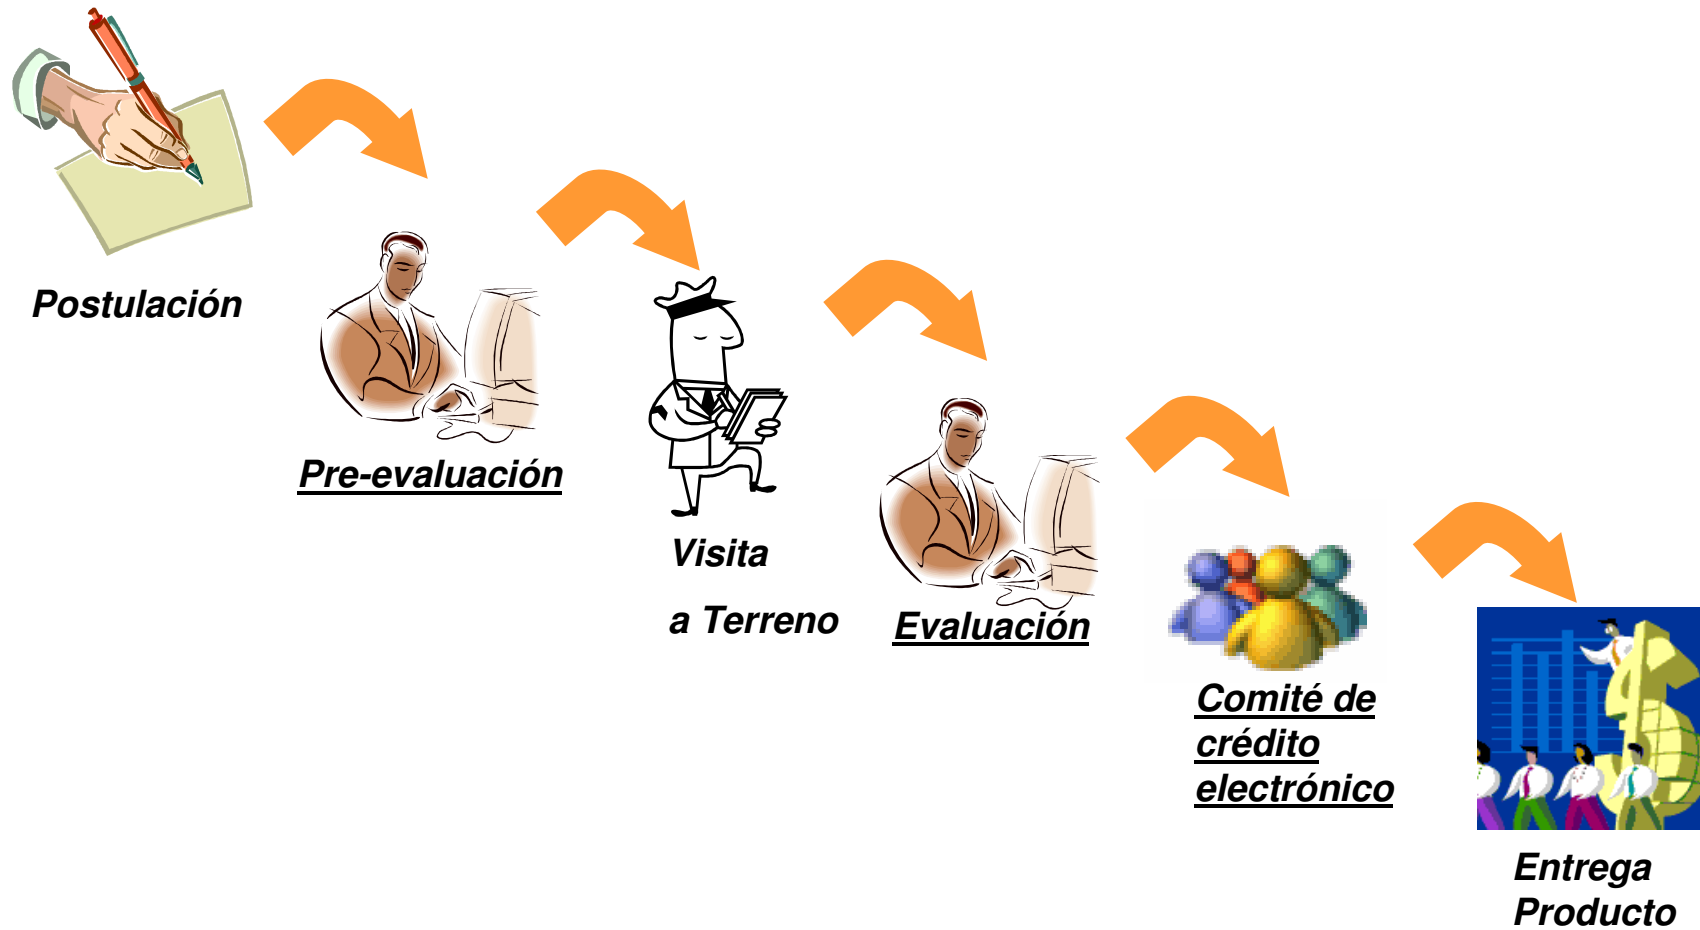 Postulación
Pre-evaluación
Visita
a Terreno
Evaluación
Comité de
crédito
electrónico
Entrega
Producto